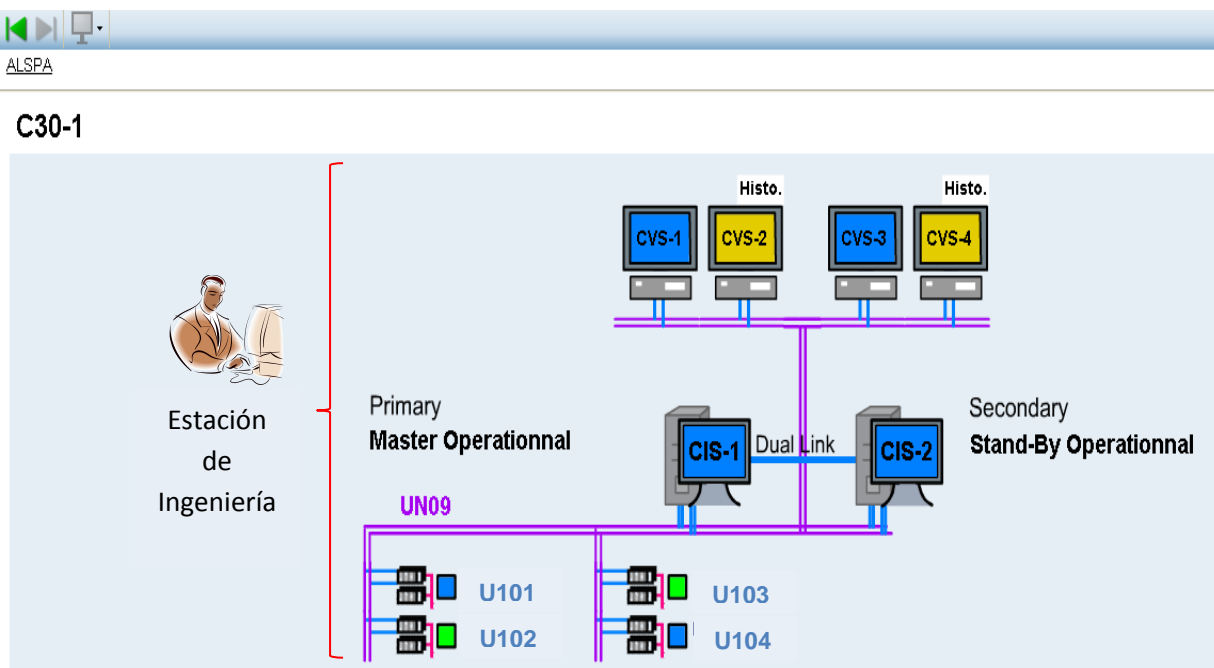 ALSPA
C30-1
Histo.
Histo.
CVS-1
CVS-2
CVS-3
CVS-4
Estación
de
Ingeniería
Primary
Master Operationnal
CIS-1
Dual Link
CIS-2
Secondary
Stand-By Operationnal
UN09
U101
U103
U102
U104